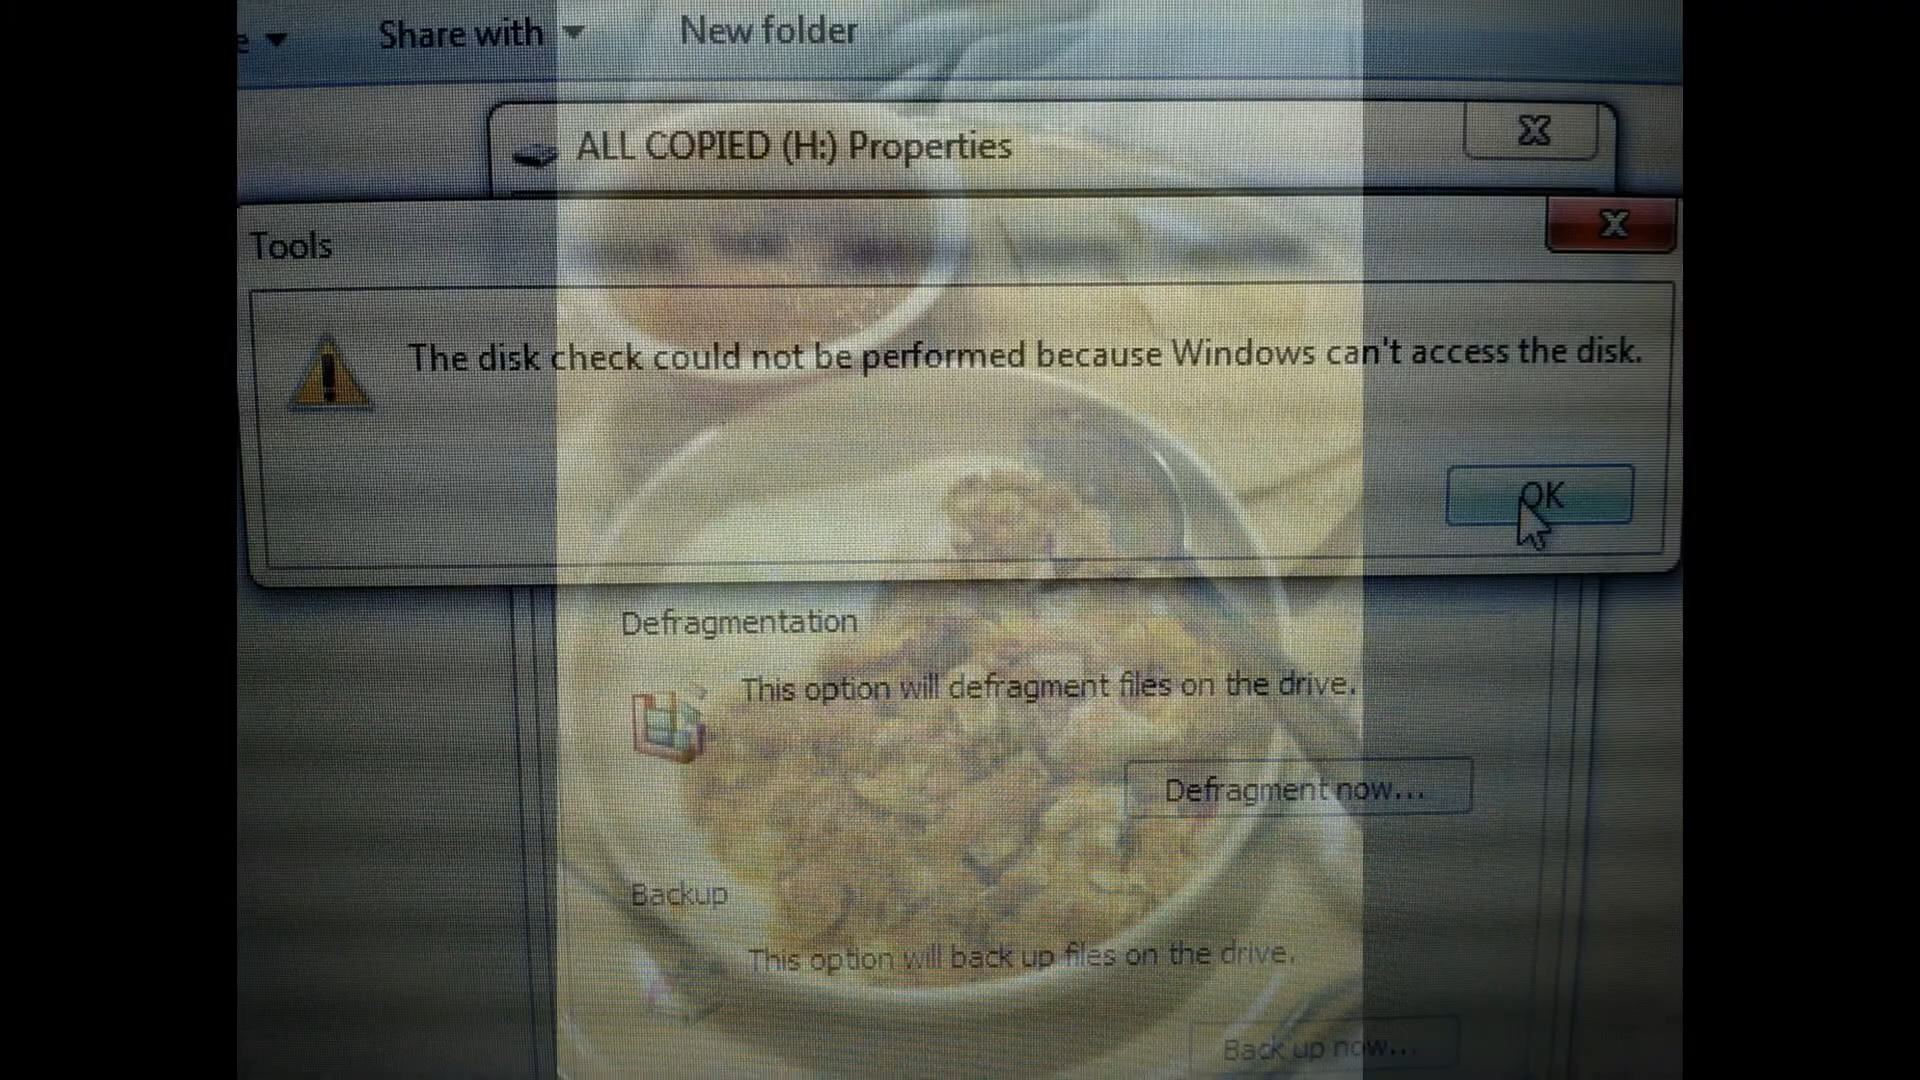 Share with
New folder
ALL COPIED (H:) Properties
Tools
The disk check could not be performed because Windows can't access the disk.
OK
Defragmentation
This option will defragment files on the drive.
Defragment now...
Backup
This option will back up files on the drive.
Back up now...